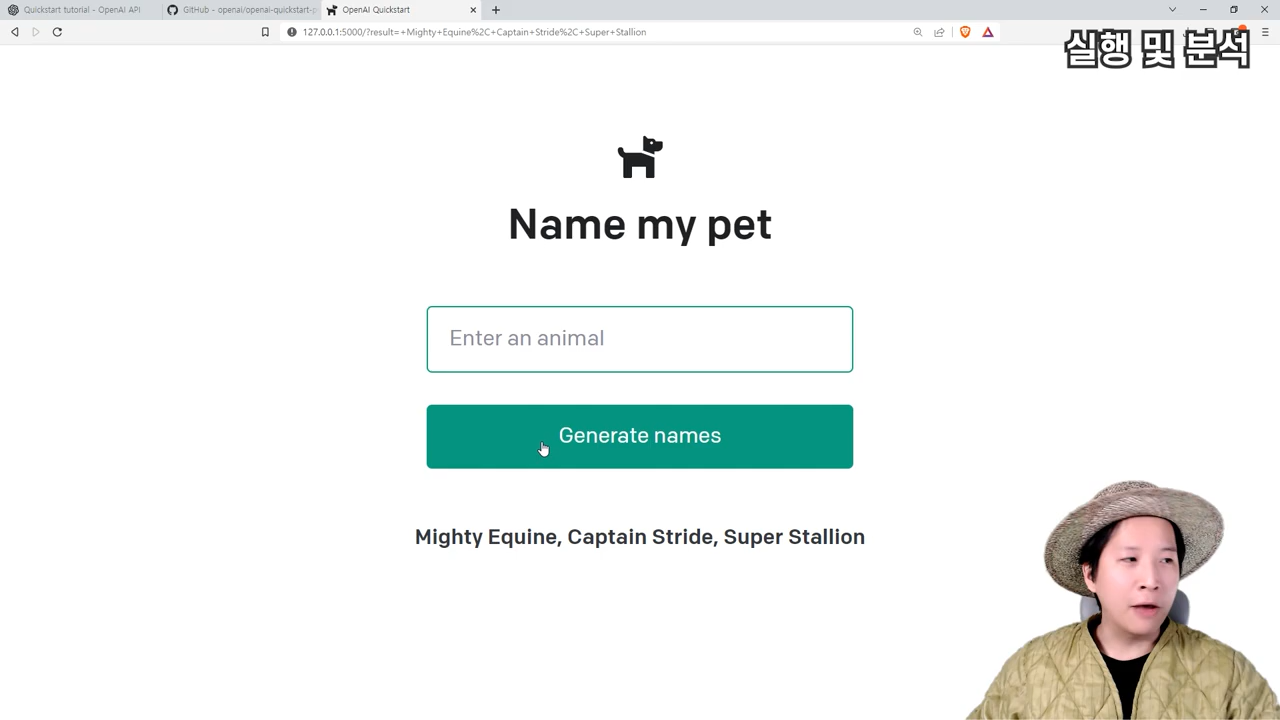 Quickstart tutorial - OpenAI API
GitHub - openai/openai-quickstart-p
OpenAI Quickstart
127.0.0.1:5000/?result=+Mighty+Equine%2C+Captain+Stride%2C+Super+Stallion
실행 및 분석
Name my pet
Enter an animal
Generate names
Mighty Equine, Captain Stride, Super Stallion